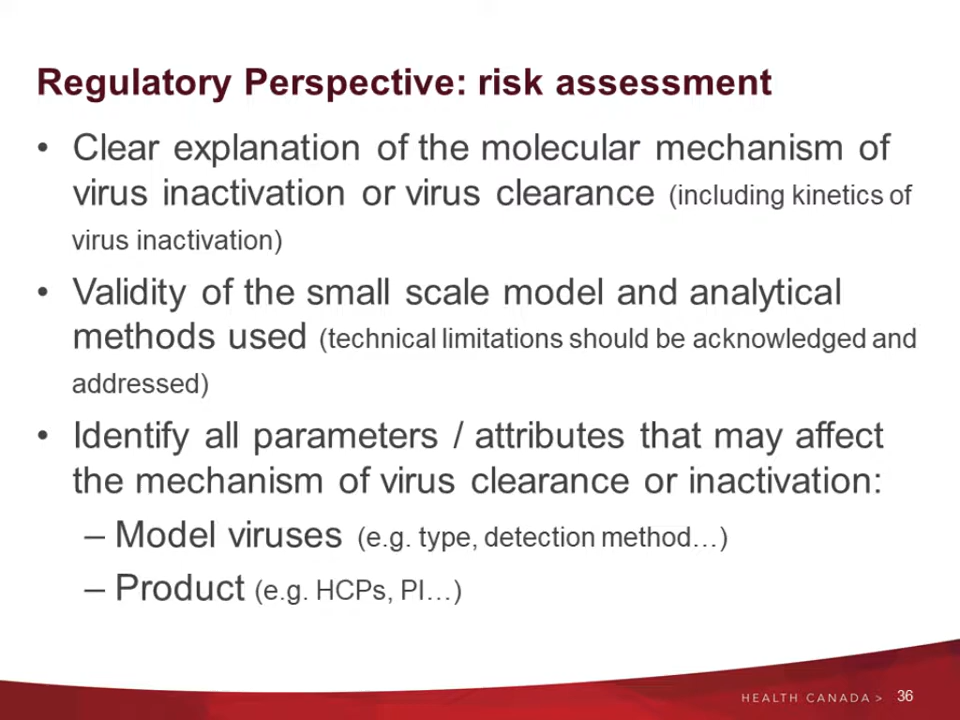 Regulatory Perspective: risk assessment
• Clear explanation of the molecular mechanism of
virus inactivation or virus clearance (including kinetics of
virus inactivation)
• Validity of the small scale model and analytical
methods used (technical limitations should be acknowledged and
addressed)
• Identify all parameters / attributes that may affect
the mechanism of virus clearance or inactivation:
– Model viruses (e.g. type, detection method…)
– Product (e.g. HCPs, PI…)
HEALTH CANADA > 36